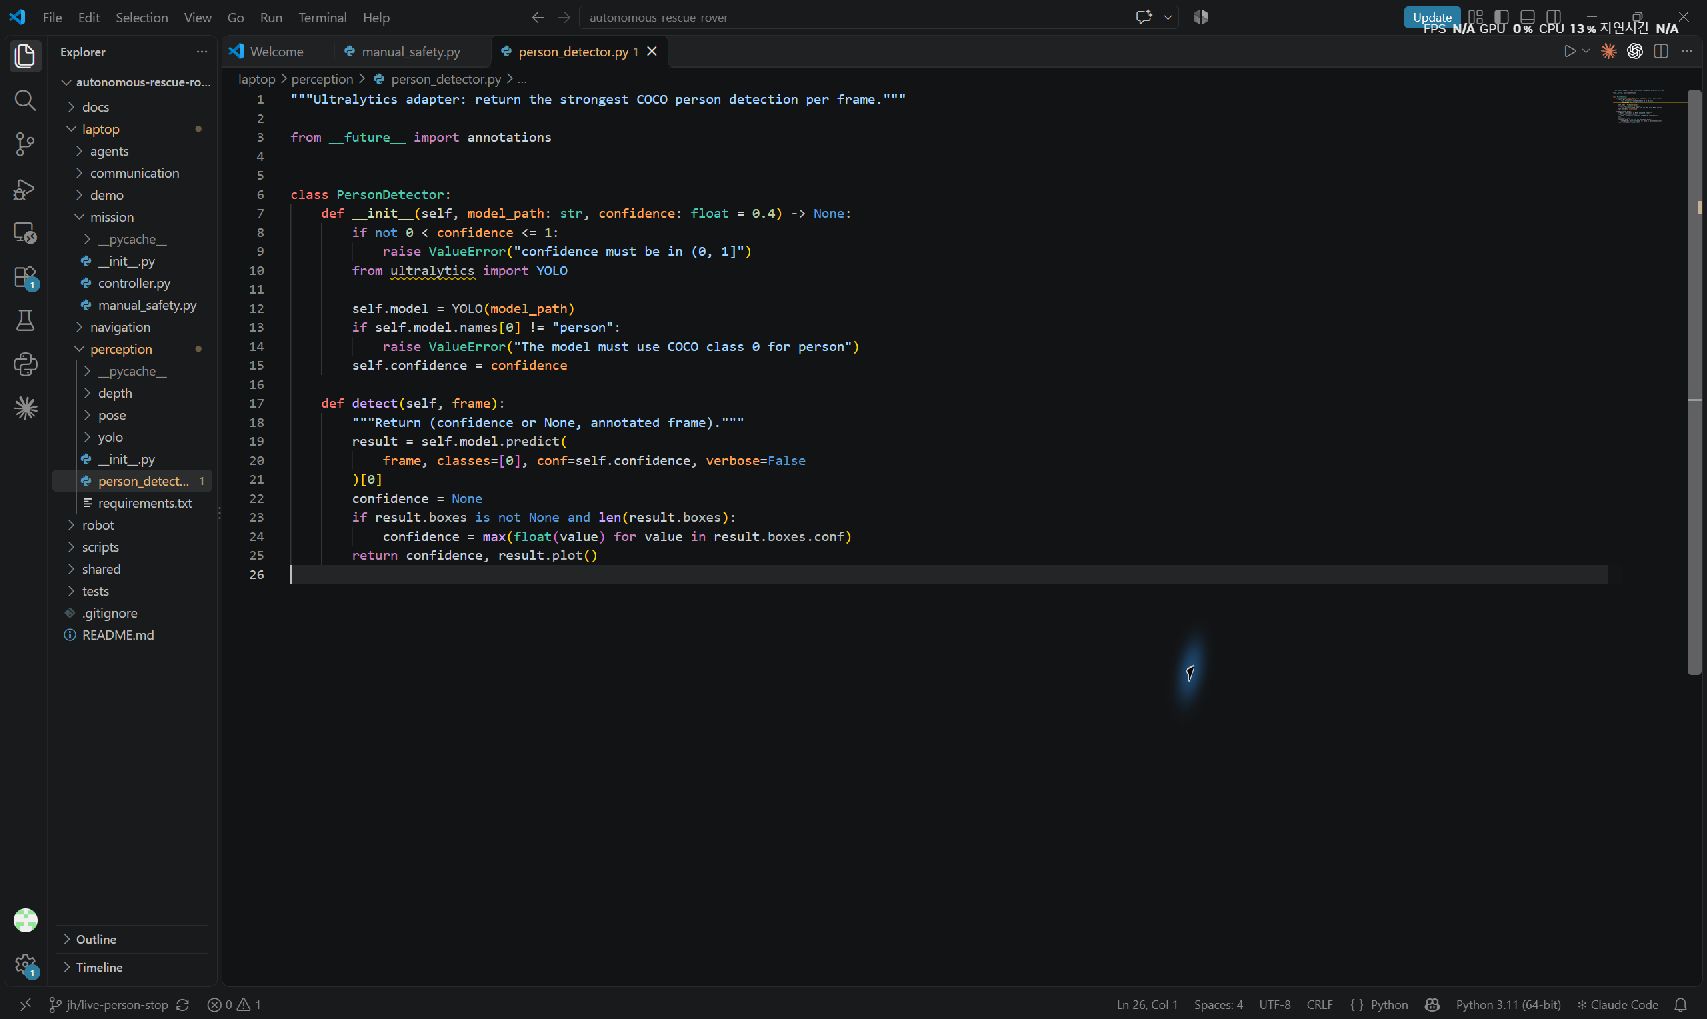 File Edit Selection View Go Run Terminal Help
autonomous rescue rover
Update
FPS N/A GPU 0% CPU 13% 지연시간 N/A
Explorer
Welcome
manual_safety.py
person_detector.py 1
laptop > perception > person_detector.py > ...
autonomous-rescue-ro...
docs
laptop
agents
communication
demo
mission
__pycache__
__init__.py
controller.py
manual_safety.py
navigation
perception
__pycache__
depth
pose
yolo
__init__.py
person_detect... 1
requirements.txt
robot
scripts
shared
tests
.gitignore
README.md
Outline
Timeline
1 """Ultralytics adapter: return the strongest COCO person detection per frame."""
2
3 from __future__ import annotations
4
5
6 class PersonDetector:
7     def __init__(self, model_path: str, confidence: float = 0.4) -> None:
8         if not 0 < confidence <= 1:
9             raise ValueError("confidence must be in (0, 1]")
10         from ultralytics import YOLO
11
12         self.model = YOLO(model_path)
13         if self.model.names[0] != "person":
14             raise ValueError("The model must use COCO class 0 for person")
15         self.confidence = confidence
16
17     def detect(self, frame):
18         """Return (confidence or None, annotated frame)."""
19         result = self.model.predict(
20             frame, classes=[0], conf=self.confidence, verbose=False
21         )[0]
22         confidence = None
23         if result.boxes is not None and len(result.boxes):
24             confidence = max(float(value) for value in result.boxes.conf)
25         return confidence, result.plot()
26
1
1
jh/live-person-stop 0 1
Ln 26, Col 1 Spaces: 4 UTF-8 CRLF {} Python Python 3.11 (64-bit) Claude Code